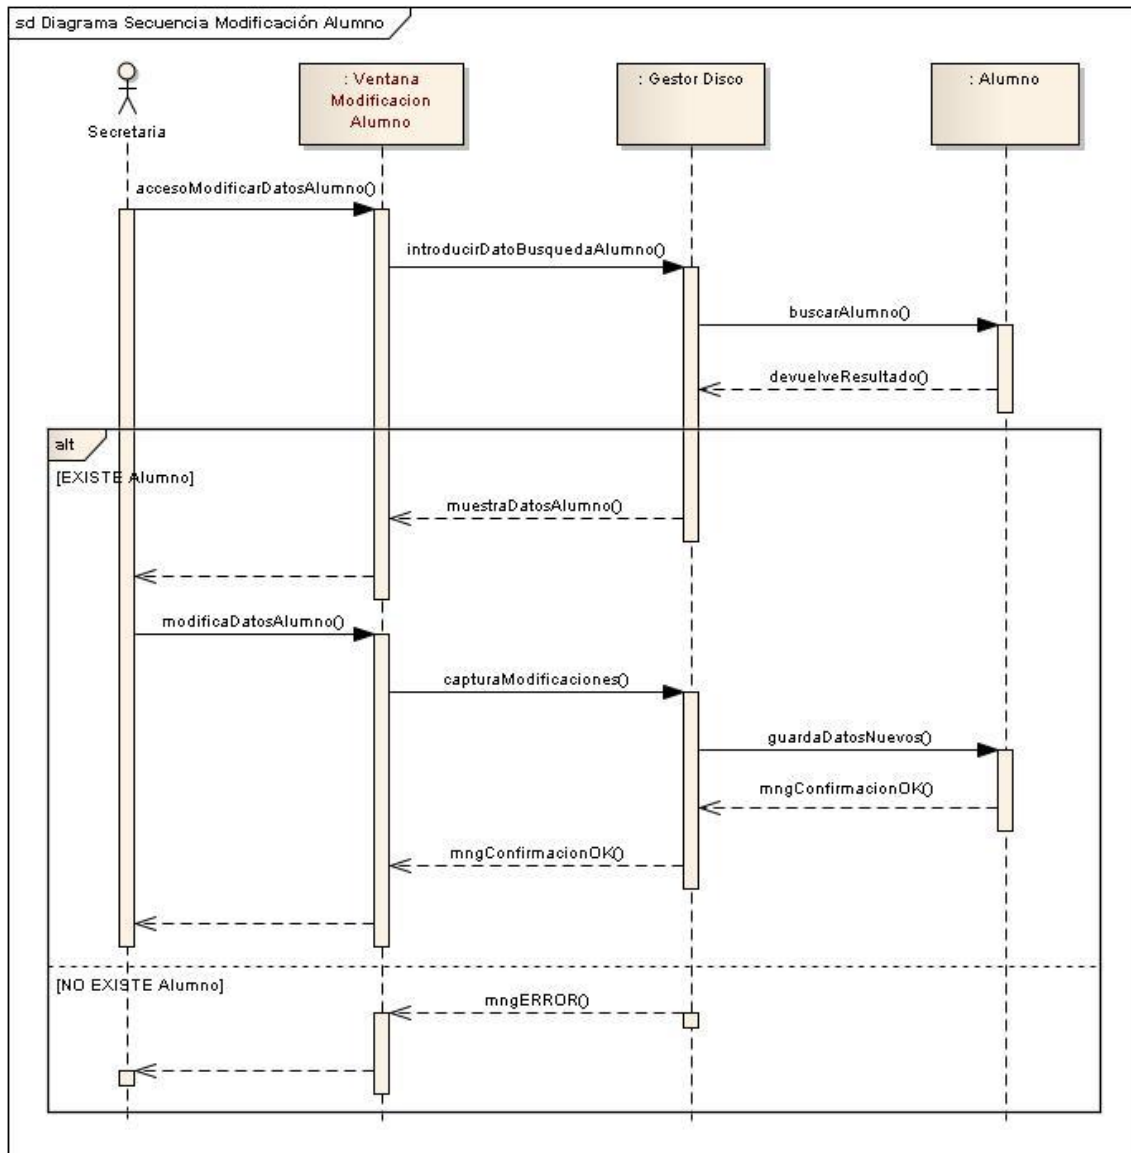 sd Diagrama Secuencia Modificación Alumno
Secretaria
: Ventana
Modificacion
Alumno
: Gestor Disco
: Alumno
accesoModificarDatosAlumno()
introducirDatoBusquedaAlumno()
buscarAlumno()
devuelveResultado()
alt
[EXISTE Alumno]
muestraDatosAlumno()
modificaDatosAlumno()
capturaModificaciones()
guardaDatosNuevos()
mngConfirmacionOK()
mngConfirmacionOK()
[NO EXISTE Alumno]
mngERROR()